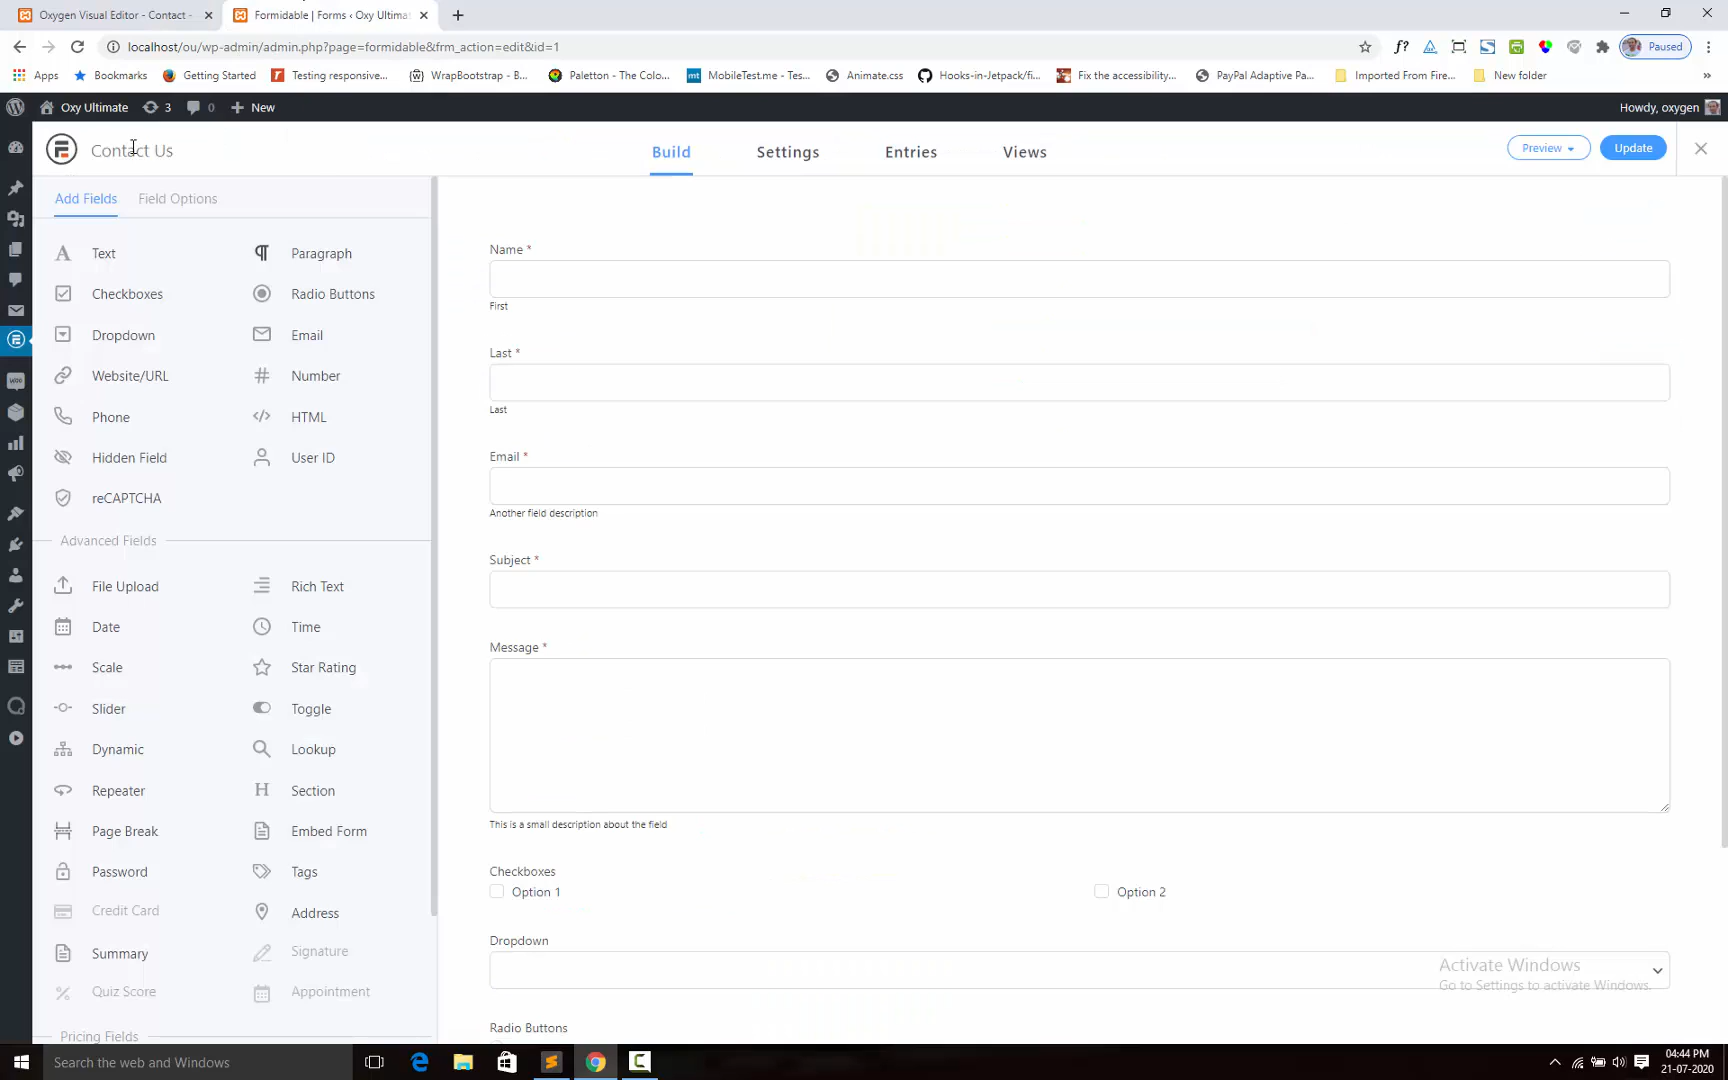 Oxygen Visual Editor - Contact -
Formidable | Forms ‹ Oxy Ultima
localhost/ou/wp-admin/admin.php?page=formidable&frm_action=edit&id=1
f?
Paused
Apps
Bookmarks
Getting Started
Testing responsive...
WrapBootstrap - B...
Paletton - The Colo...
mt
MobileTest.me - Tes...
Animate.css
Hooks-in-Jetpack/fi...
Fix the accessibility...
PayPal Adaptive Pa...
Imported From Fire...
New folder
»
Oxy Ultimate
3
0
New
Howdy, oxygen
Contact Us
Build
Settings
Entries
Views
Preview
Update
Add Fields
Field Options
Text
Paragraph
Checkboxes
Radio Buttons
Dropdown
Email
Website/URL
Number
Phone
HTML
Hidden Field
User ID
reCAPTCHA
Advanced Fields
File Upload
Rich Text
Date
Time
Scale
Star Rating
Slider
Toggle
Dynamic
Lookup
Repeater
Section
Page Break
Embed Form
Password
Tags
Credit Card
Address
Summary
Signature
Quiz Score
Appointment
Pricing Fields
Name *
First
Last *
Last
Email *
Another field description
Subject *
Message *
This is a small description about the field
Checkboxes
Option 1
Option 2
Dropdown
Radio Buttons
Activate Windows
Go to Settings to activate Windows.
Search the web and Windows
04:44 PM
21-07-2020